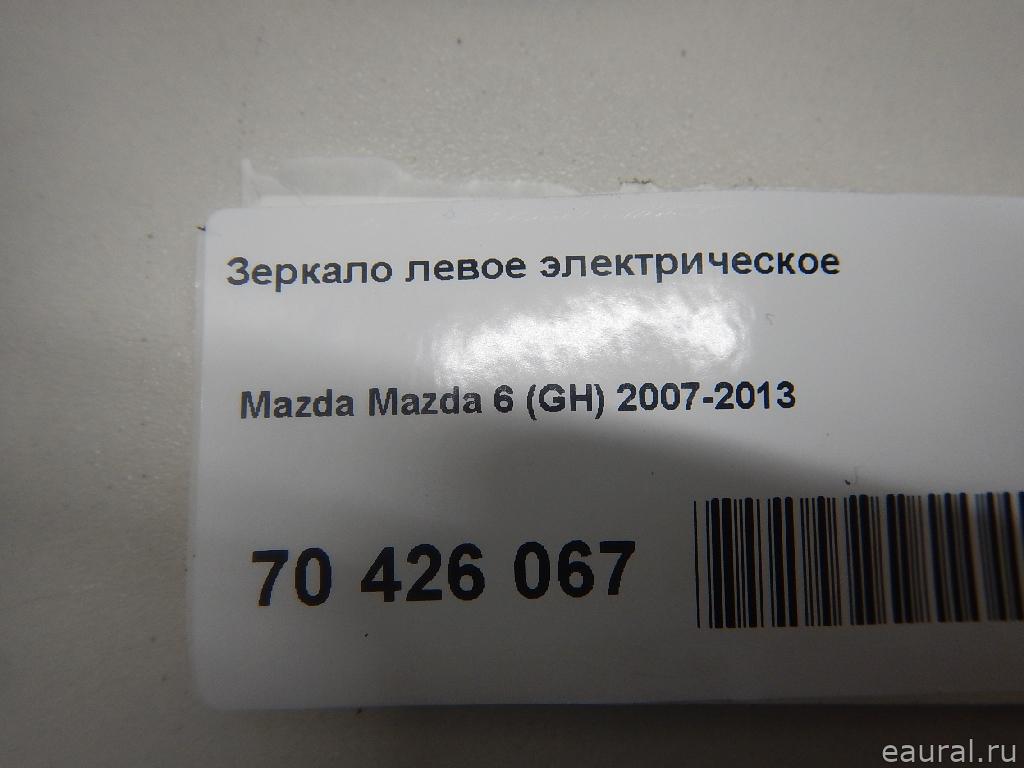 Зеркало левое электрическое
Mazda Mazda 6 (GH) 2007-2013
70 426 067
eaural.ru